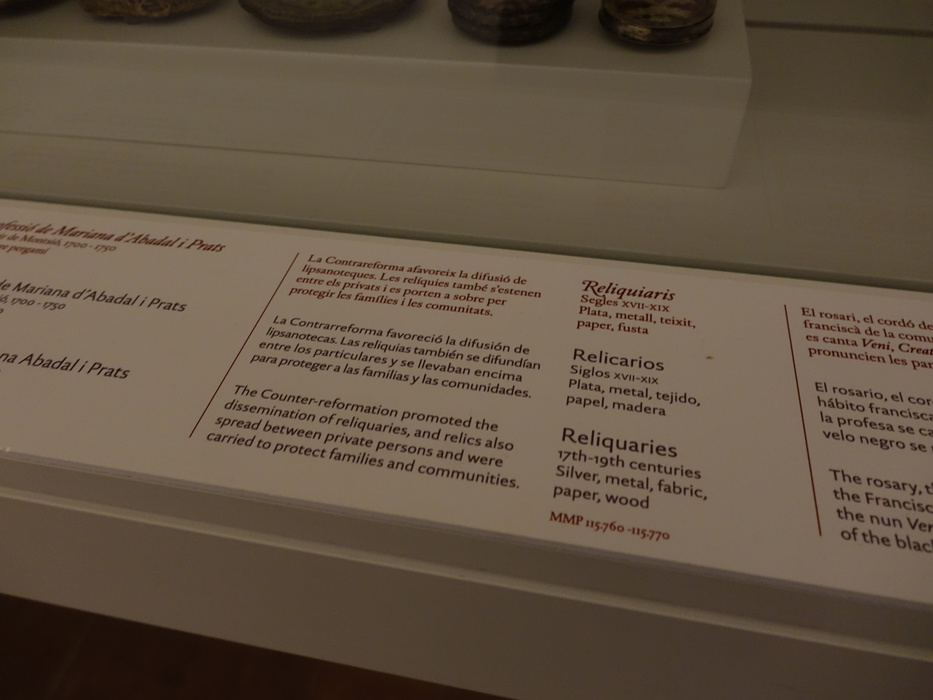 de Mariana d'Abadal i Prats
de Montsió, 1700 - 1750
pergamí
de Mariana d'Abadal i Prats
1700 - 1750
Abadal i Prats
La Contrareforma afavoreix la difusió de
lipsanoteques. Les relíquies també s'estenen
entre els privats i es porten a sobre per
protegir les famílies i les comunitats.
La Contrarreforma favoreció la difusión de
lipsanotecas. Las reliquias también se difundían
entre los particulares y se llevaban encima
para proteger a las familias y las comunidades.
The Counter-reformation promoted the
dissemination of reliquaries, and relics also
spread between private persons and were
carried to protect families and communities.
Reliquiaris
Segles XVII-XIX
Plata, metall, teixit,
paper, fusta
Relicarios
Siglos XVII-XIX
Plata, metal, tejido,
papel, madera
Reliquaries
17th-19th centuries
Silver, metal, fabric,
paper, wood
MMP 115.760 -115.770
El rosari, el cordó de
franciscà de la comu
es canta Veni, Creat
pronuncien les par
El rosario, el cor
hábito francisca
la profesa se ca
velo negro se
The rosary, t
the Francisc
the nun Ver
of the blac